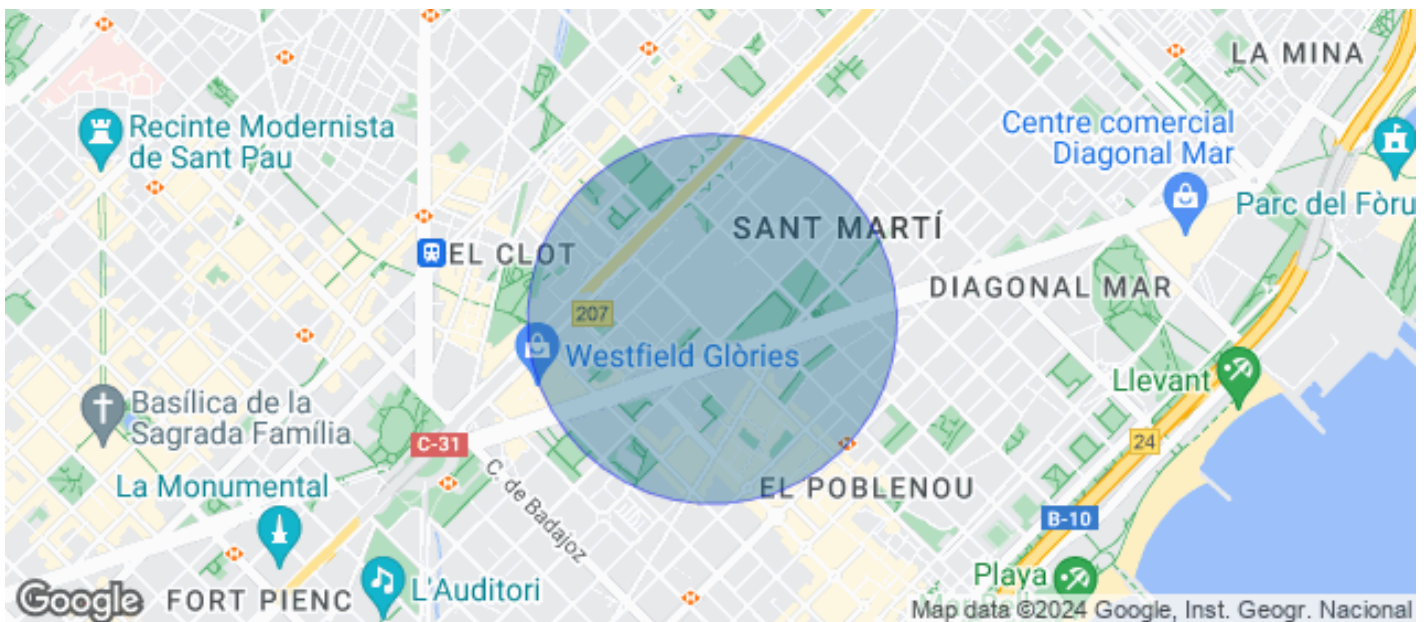 LA MINA
Recinte Modernista
de Sant Pau
Centre comercial
Diagonal Mar
Parc del Fòru
SANT MARTÍ
EL CLOT
DIAGONAL MAR
207
Westfield Glòries
Llevant
Basílica de la
Sagrada Família
C-31
24
La Monumental
C. de Badajoz
EL POBLENOU
B-10
Playa
L'Auditori
FORT PIENC
Google
Map data ©2024 Google, Inst. Geogr. Nacional